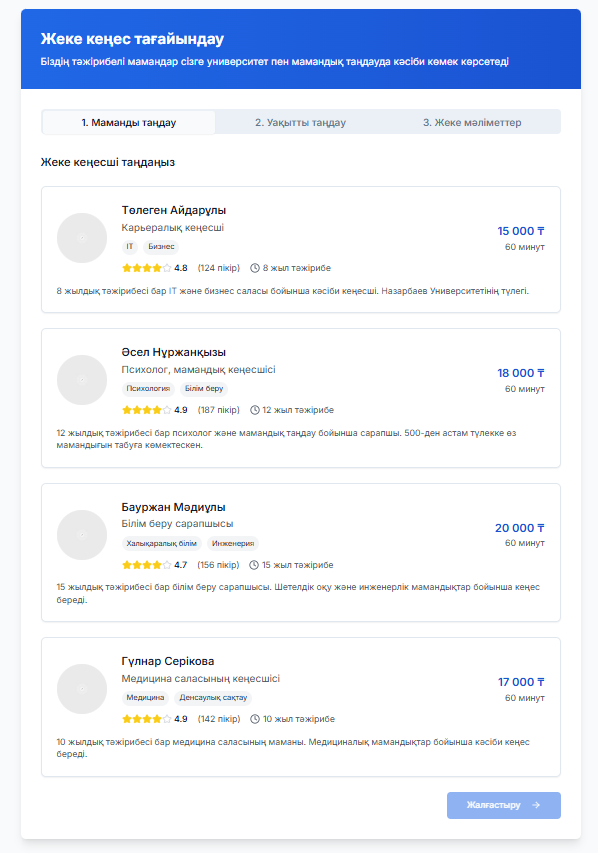 Жеке кеңес тағайындау
Біздің тәжірибелі мамандар сізге университет пен мамандық таңдауда кәсіби көмек көрсетеді
1. Маманды таңдау
2. Уақытты таңдау
3. Жеке мәліметтер
Жеке кеңесші таңдаңыз
Төлеген Айдарұлы
Карьералық кеңесші
IT Бизнес
4.8 (124 пікір) 8 жыл тәжірибе
15 000 ₸
60 минут
8 жылдық тәжірибесі бар IT және бизнес саласы бойынша кәсіби кеңесші. Назарбаев Университетінің түлегі.
Әсел Нұржанқызы
Психолог, мамандық кеңесшісі
Психология Білім беру
4.9 (187 пікір) 12 жыл тәжірибе
18 000 ₸
60 минут
12 жылдық тәжірибесі бар психолог және мамандық таңдау бойынша сарапшы. 500-ден астам түлекке өз
мамандығын табуға көмектескен.
Бауржан Мәдиұлы
Білім беру сарапшысы
Халықаралық білім Инженерия
4.7 (156 пікір) 15 жыл тәжірибе
20 000 ₸
60 минут
15 жылдық тәжірибесі бар білім беру сарапшысы. Шетелдік оқу және инженерлік мамандықтар бойынша кеңес
береді.
Гүлнар Серікова
Медицина саласының кеңесшісі
Медицина Денсаулық сақтау
4.9 (142 пікір) 10 жыл тәжірибе
17 000 ₸
60 минут
10 жылдық тәжірибесі бар медицина саласының маманы. Медициналық мамандықтар бойынша кәсіби кеңес
береді.
Жалғастыру